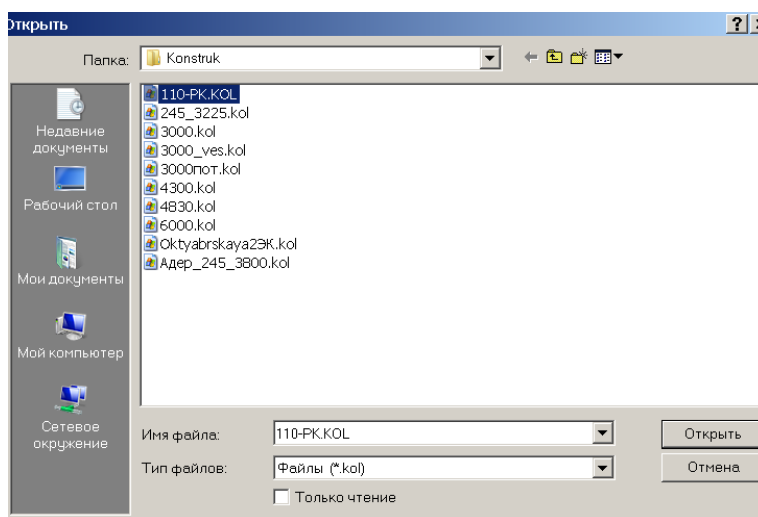 Открыть
Папка: Konstruk
Недавние документы
Рабочий стол
Мои документы
Мой компьютер
Сетевое окружение
110-PK.KOL
245_3225.kol
3000.kol
3000_ves.kol
3000пот.kol
4300.kol
4830.kol
6000.kol
Oktyabrskaya2ЭК.kol
Адер_245_3800.kol
Имя файла: 110-PK.KOL Открыть
Тип файлов: Файлы (*.kol) Отмена
Только чтение